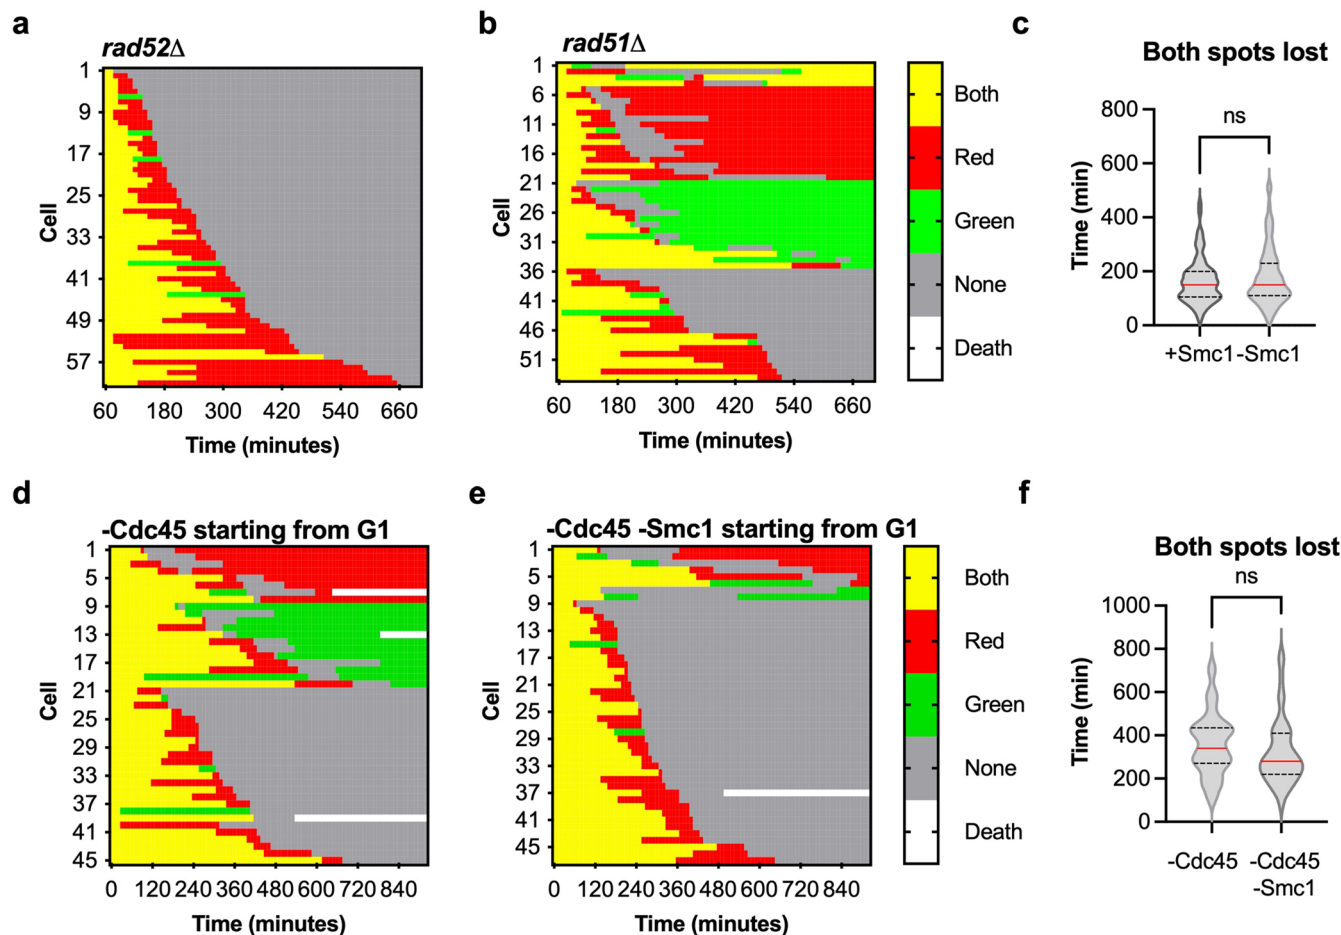 a
rad52Δ
Cell
1
9
17
25
33
41
49
57
60 180 300 420 540 660
Time (minutes)
b
rad51Δ
Cell
1
6
11
16
21
26
31
36
41
46
51
60 180 300 420 540 660
Time (minutes)
Both
Red
Green
None
Death
c
Both spots lost
ns
Time (min)
800
600
400
200
0
+Smc1 -Smc1
d
-Cdc45 starting from G1
Cell
1
5
9
13
17
21
25
29
33
37
41
45
0 120 240 360 480 600 720 840
Time (minutes)
e
-Cdc45 -Smc1 starting from G1
Cell
1
5
9
13
17
21
25
29
33
37
41
45
0 120 240 360 480 600 720 840
Time (minutes)
Both
Red
Green
None
Death
f
Both spots lost
ns
Time (min)
1000
800
600
400
200
0
-Cdc45 -Cdc45
-Smc1